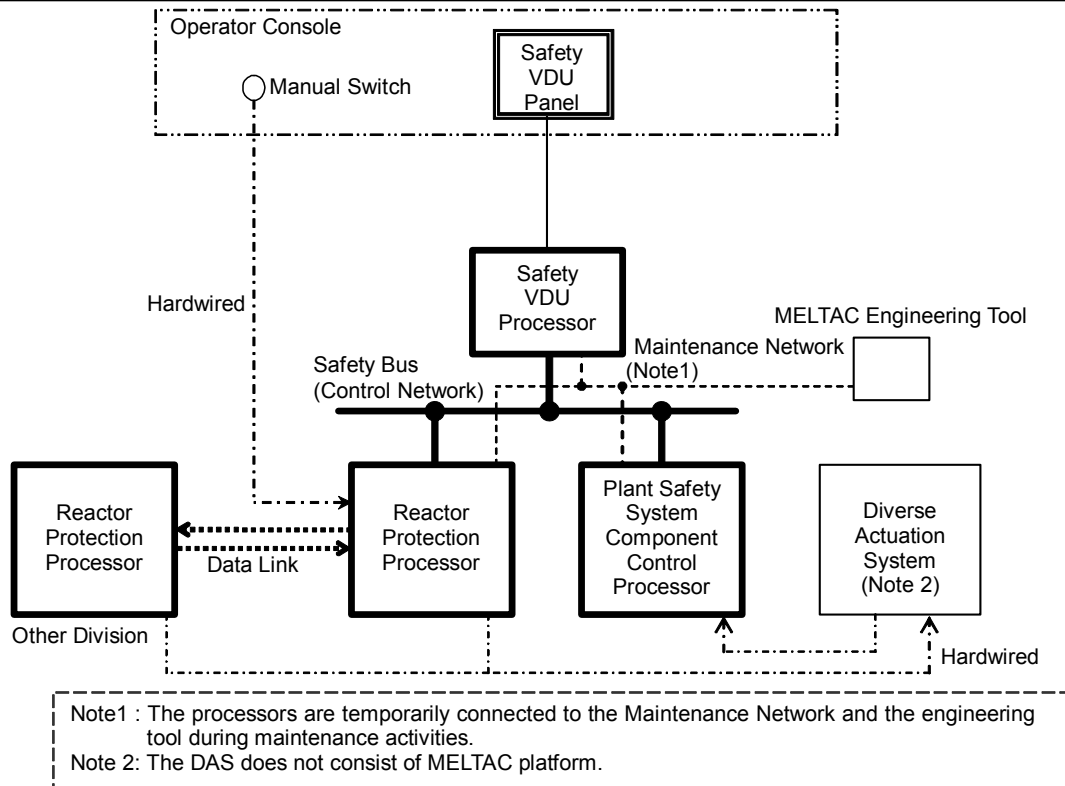 Operator Console
Manual Switch
Safety
VDU
Panel
Hardwired
Safety
VDU
Processor
MELTAC Engineering Tool
Maintenance Network
(Note1)
Safety Bus
(Control Network)
Reactor
Protection
Processor
Data Link
Reactor
Protection
Processor
Plant Safety
System
Component
Control
Processor
Diverse
Actuation
System
(Note 2)
Other Division
Hardwired
Note1 : The processors are temporarily connected to the Maintenance Network and the engineering
tool during maintenance activities.
Note 2: The DAS does not consist of MELTAC platform.